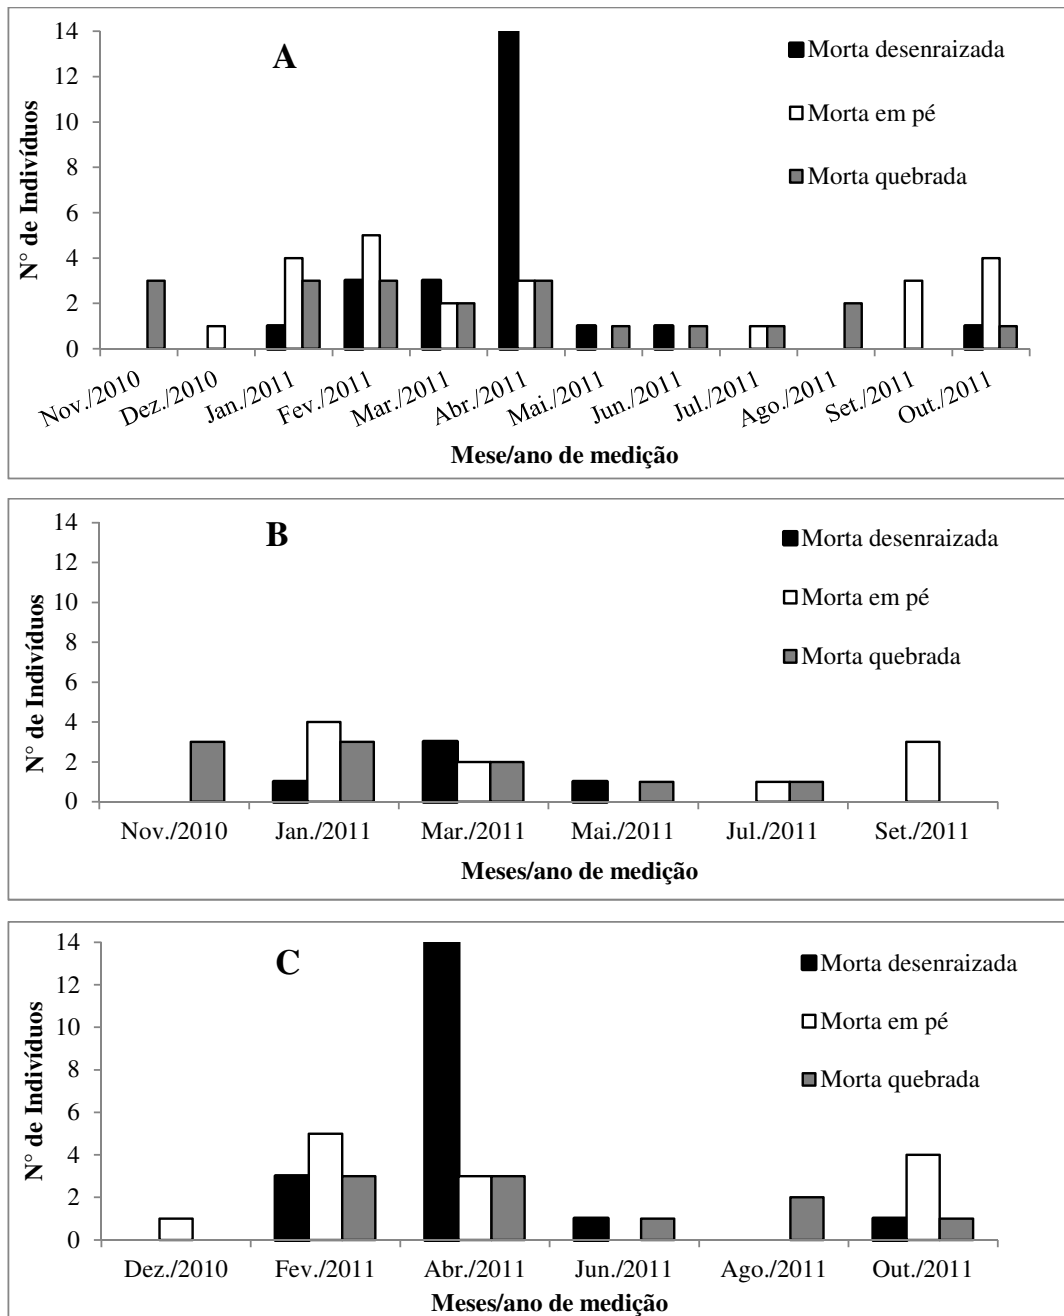 A
14
12
10
8
6
4
2
0
N° de Indivíduos
Morta desenraizada
Morta em pé
Morta quebrada
Nov./2010 Dez./2010 Jan./2011 Fev./2011 Mar./2011 Abr./2011 Mai./2011 Jun./2011 Jul./2011 Ago./2011 Set./2011 Out./2011
Mese/ano de medição
B
14
12
10
8
6
4
2
0
N° de Indivíduos
Morta desenraizada
Morta em pé
Morta quebrada
Nov./2010 Jan./2011 Mar./2011 Mai./2011 Jul./2011 Set./2011
Meses/ano de medição
C
14
12
10
8
6
4
2
0
N° de Indivíduos
Morta desenraizada
Morta em pé
Morta quebrada
Dez./2010 Fev./2011 Abr./2011 Jun./2011 Ago./2011 Out./2011
Meses/ano de medição